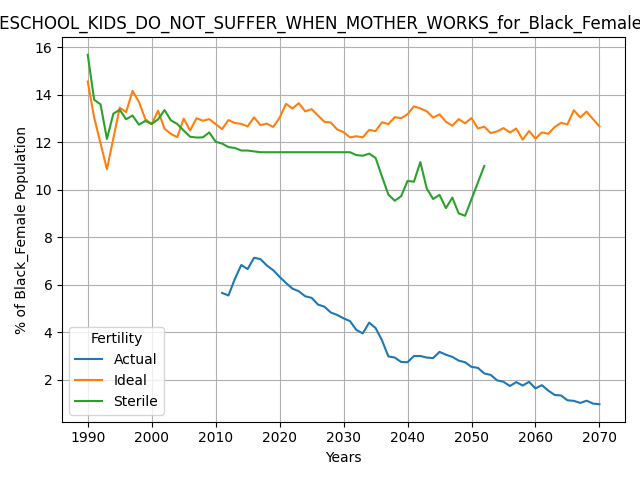 ESCHOOL_KIDS_DO_NOT_SUFFER_WHEN_MOTHER_WORKS_for_Black_Female
16
14
12
10
8
6
4
2
% of Black_Female Population
Fertility
Actual
Ideal
Sterile
1990 2000 2010 2020 2030 2040 2050 2060 2070
Years